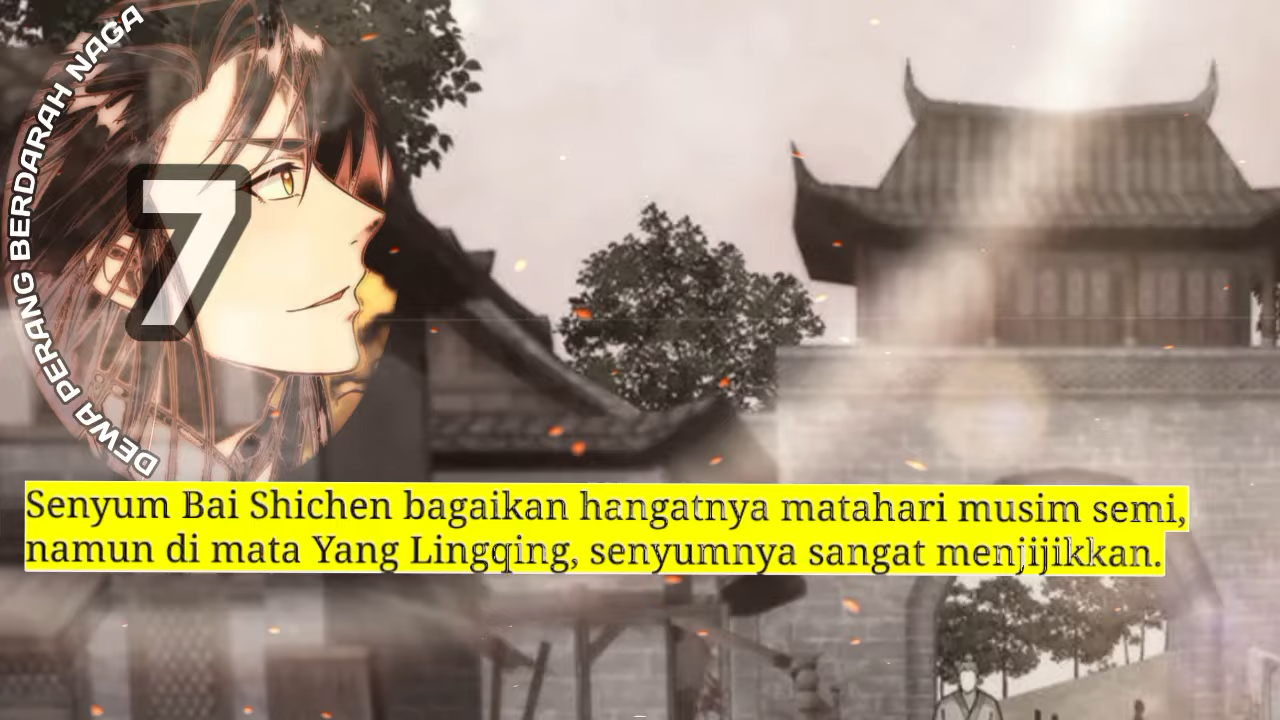 DEWA PERANG BERDARAH NAGA
7
Senyum Bai Shichen bagaikan hangatnya matahari musim semi,
namun di mata Yang Lingqing, senyumnya sangat menjijikkan.